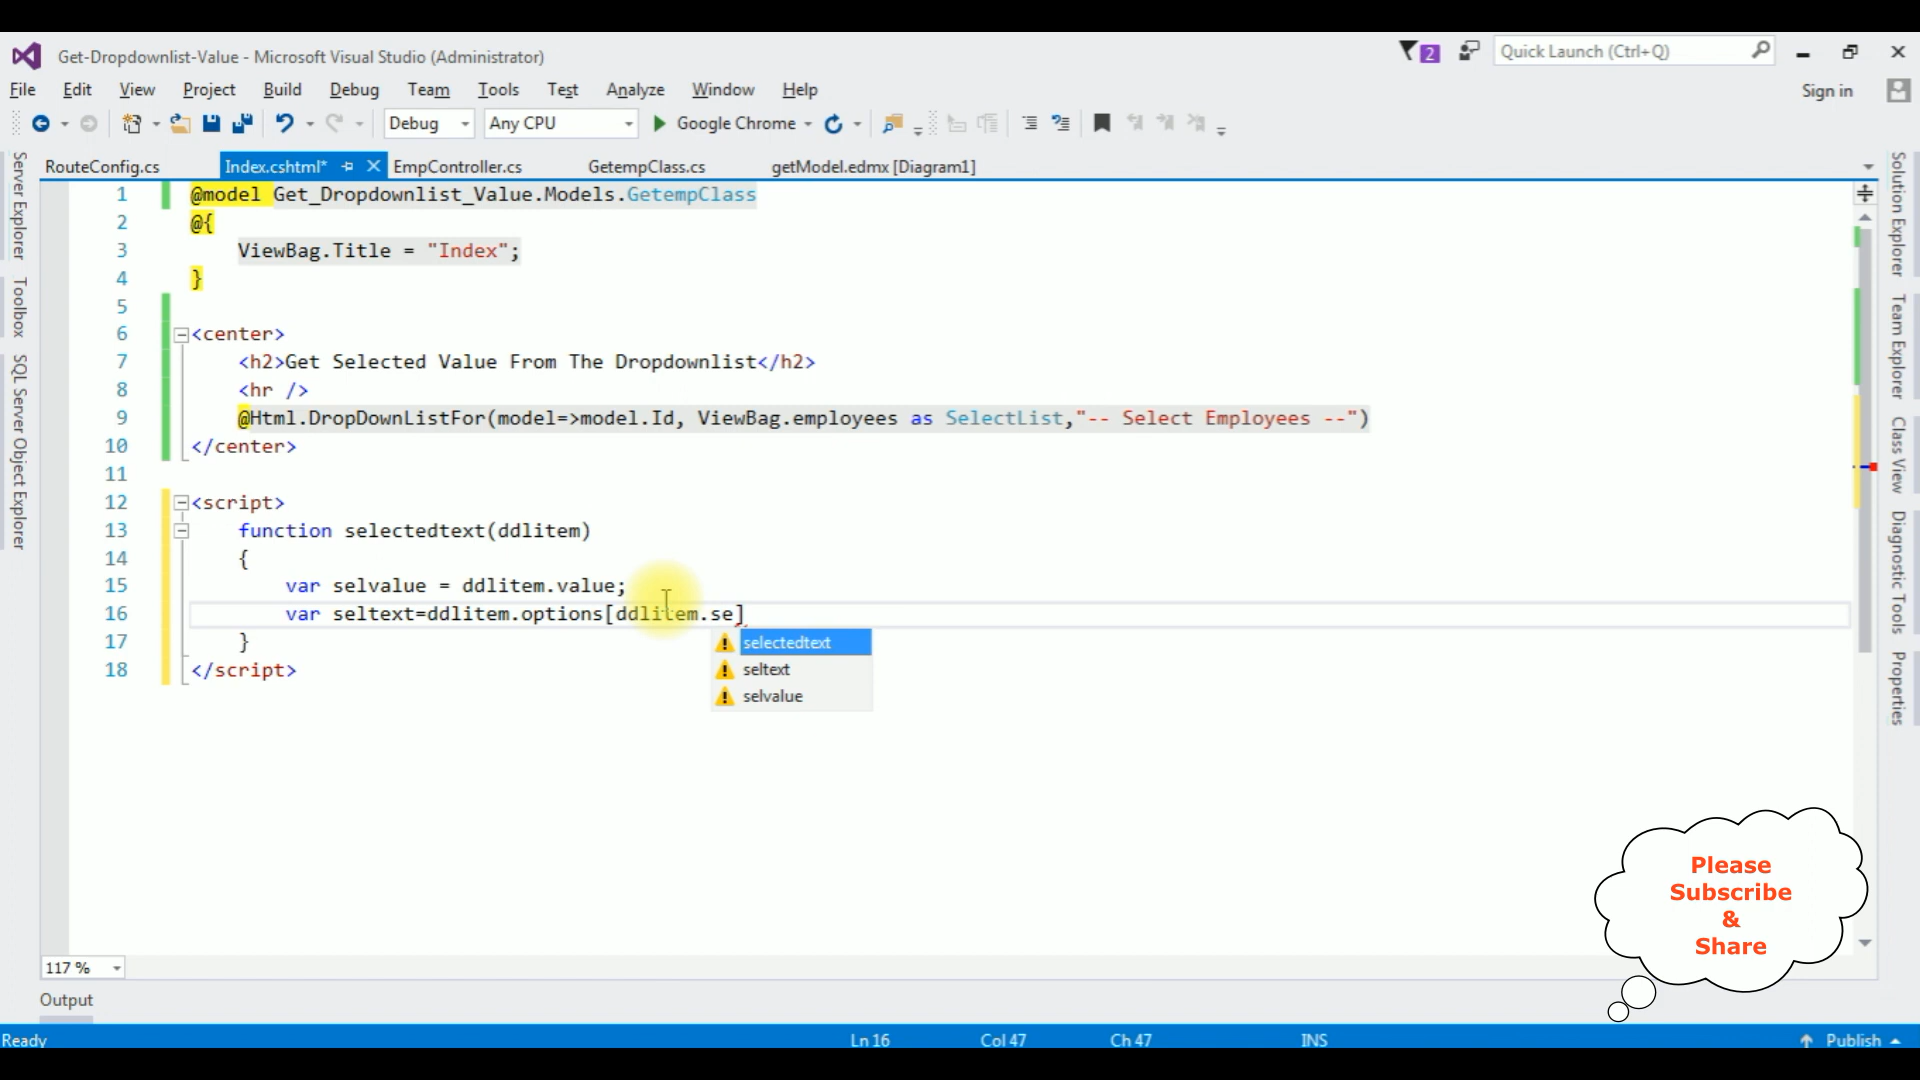 Get-Dropdownlist-Value - Microsoft Visual Studio (Administrator)
2
Quick Launch (Ctrl+Q)
File Edit View Project Build Debug Team Tools Test Analyze Window Help
Sign in
Debug Any CPU Google Chrome
RouteConfig.cs Index.cshtml* EmpController.cs GetempClass.cs getModel.edmx [Diagram1]
Server Explorer
Toolbox
SQL Server Object Explorer
1 @model Get_Dropdownlist_Value.Models.GetempClass
2 @{
3 ViewBag.Title = "Index";
4 }
5
6 <center>
7 <h2>Get Selected Value From The Dropdownlist</h2>
8 <hr />
9 @Html.DropDownListFor(model=>model.Id, ViewBag.employees as SelectList,"-- Select Employees --")
10 </center>
11
12 <script>
13 function selectedtext(ddlitem)
14 {
15 var selvalue = ddlitem.value;
16 var seltext=ddlitem.options[ddlitem.se]
17 }
18 </script>
selectedtext
seltext
selvalue
Solution Explorer
Team Explorer
Class View
Diagnostic Tools
Properties
Please
Subscribe
&
Share
117 %
Output
Ready Ln 16 Col 47 Ch 47 INS Publish